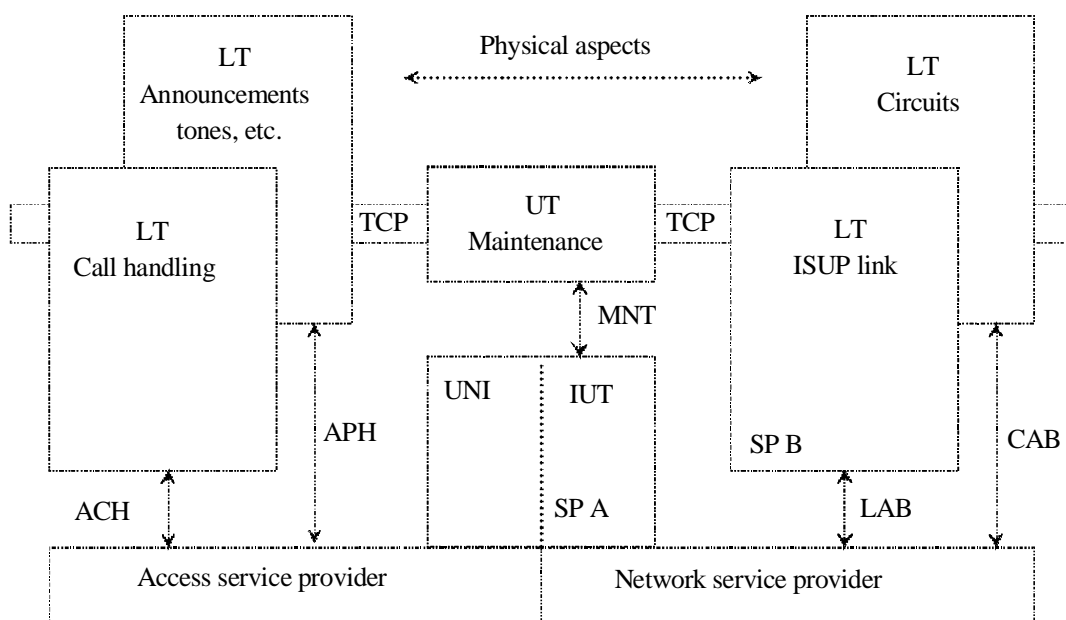 Physical aspects
LT
Announcements
tones, etc.
LT
Circuits
LT
Call handling
TCP
UT
Maintenance
TCP
LT
ISUP link
MNT
UNI
IUT
APH
SP B
CAB
ACH
SP A
LAB
Access service provider
Network service provider